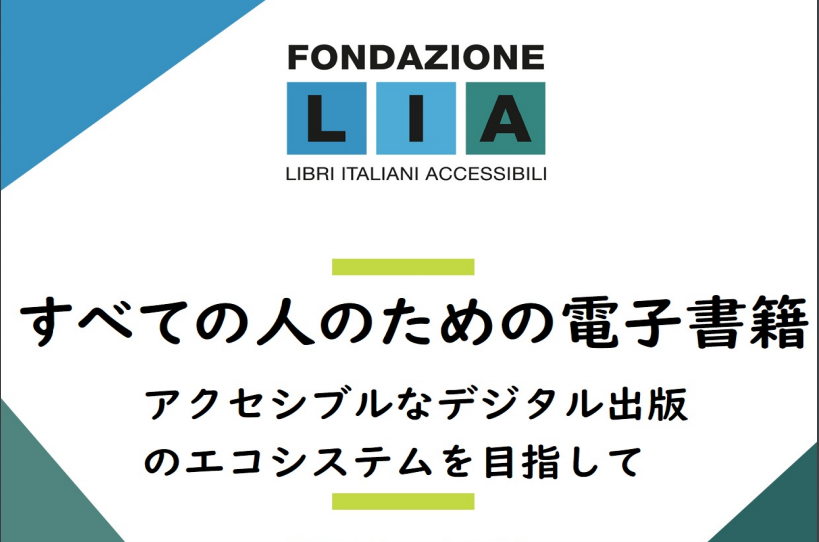 FONDAZIONE
LIA
LIBRI ITALIANI ACCESSIBILI
すべての人のための電子書籍
アクセシブルなデジタル出版
のエコシステムを目指して